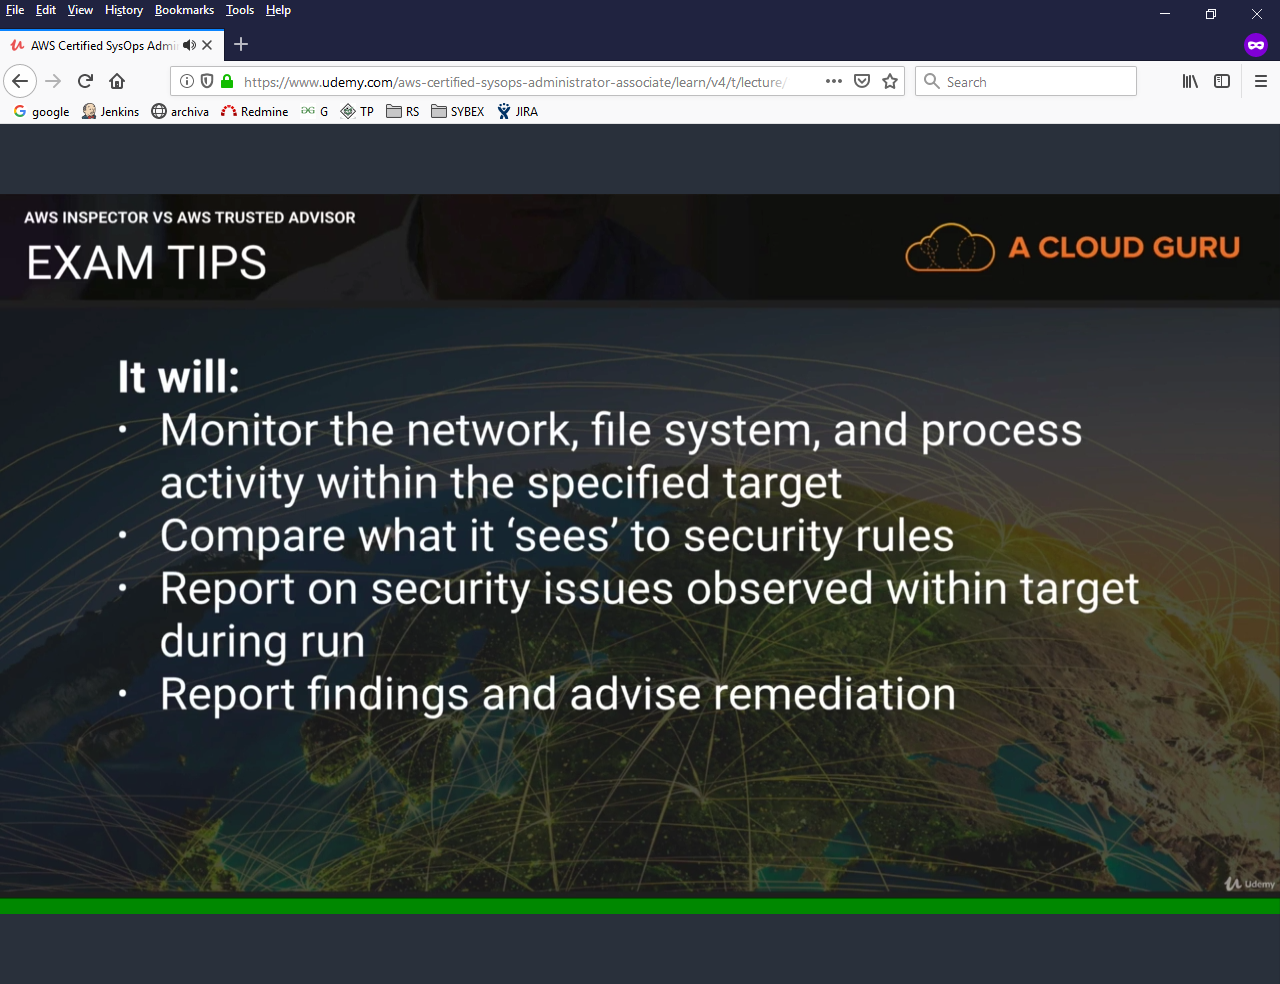 File Edit View History Bookmarks Tools Help
AWS Certified SysOps Admi
https://www.udemy.com/aws-certified-sysops-administrator-associate/learn/v4/t/lecture/
Search
google Jenkins archiva Redmine G TP RS SYBEX JIRA
AWS INSPECTOR VS AWS TRUSTED ADVISOR
EXAM TIPS
A CLOUD GURU
It will:
• Monitor the network, file system, and process
activity within the specified target
• Compare what it ‘sees’ to security rules
• Report on security issues observed within target
during run
• Report findings and advise remediation
Udemy